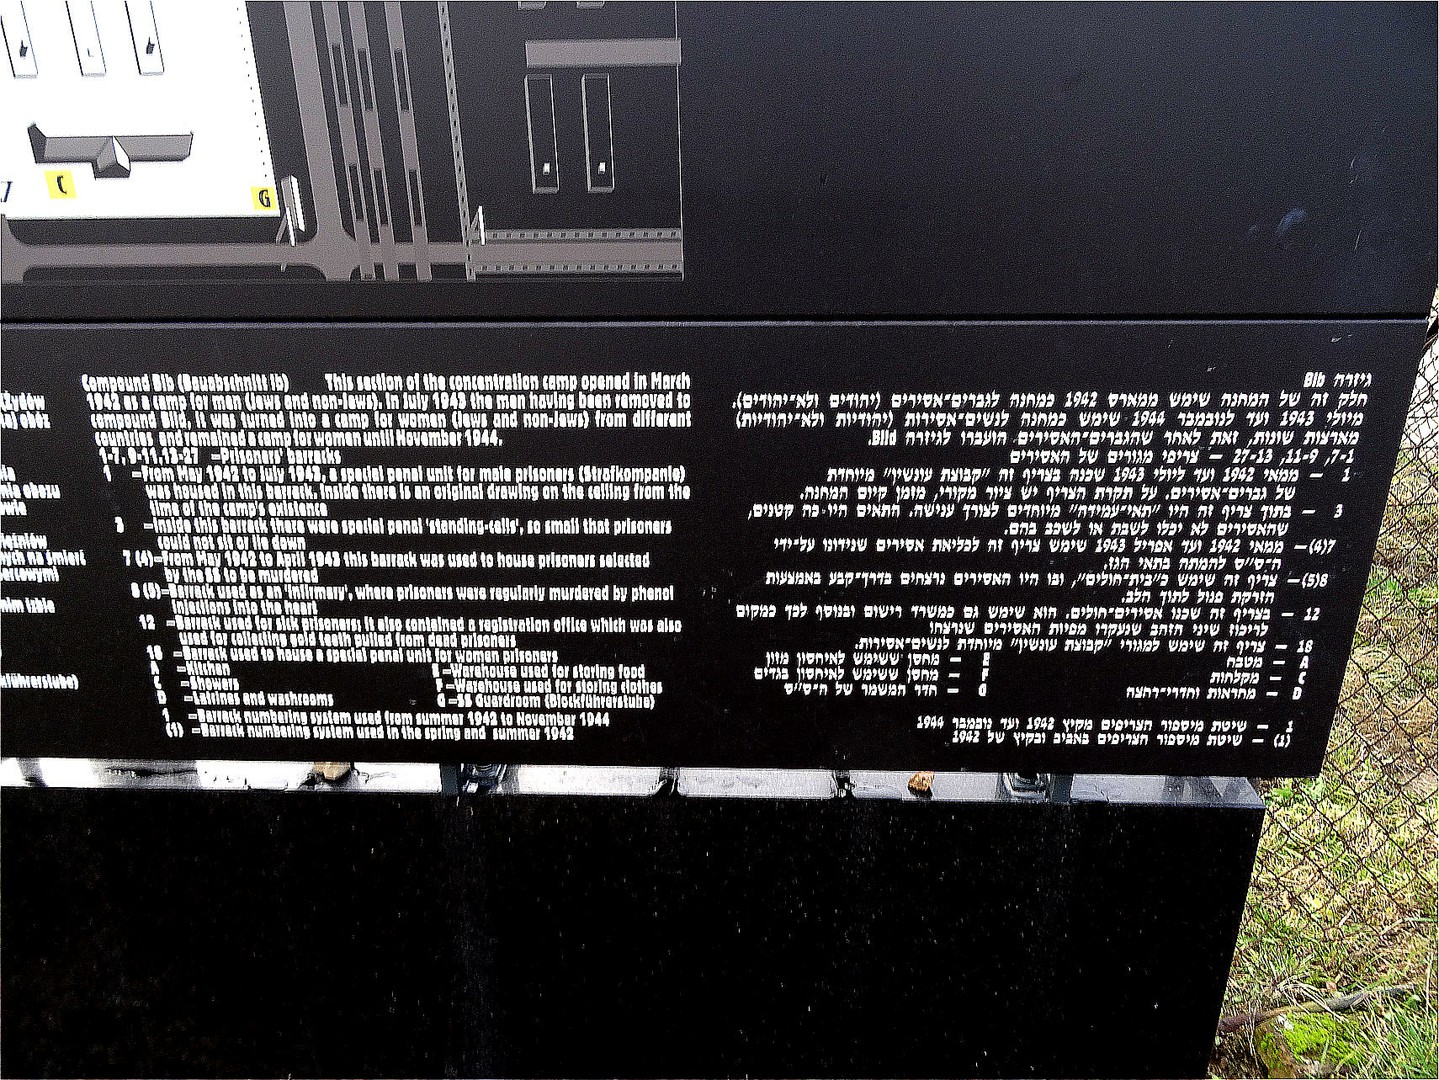 C
G
żydów
ia
wie
ych na śmierć
kführerstube)
Compound BIb (Bauabschnitt Ib) This section of the concentration camp opened in March
1942 as a camp for men (Jews and non-Jews). In July 1943 the men having been removed to
compound BIId, it was turned into a camp for women (Jews and non-Jews) from different
countries and remained a camp for women until November 1944.
1-7, 9-11, 13-27 –Prisoners' barracks
1 –From May 1942 to July 1943, a special penal unit for male prisoners (Strafkompanie)
was housed in this barrack. Inside there is an original drawing on the ceiling from the
time of the camp's existence
3 –Inside this barrack there were special penal 'standing-cells', so small that prisoners
could not sit or lie down
7 (4)–From May 1942 to April 1943 this barrack was used to house prisoners selected
by the SS to be murdered
8 (5)–Barrack used as an 'infirmary', where prisoners were regularly murdered by phenol
injections into the heart
12 –Barrack used for sick prisoners; it also contained a registration office which was also
used for collecting gold teeth pulled from dead prisoners
18 –Barrack used to house a special penal unit for women prisoners
A –Kitchen E –Warehouse used for storing food
C –Showers F –Warehouse used for storing clothes
D –Latrines and washrooms G –SS Guardroom (Blockführerstube)
1 –Barrack numbering system used from summer 1942 to November 1944
(1) –Barrack numbering system used in the spring and summer 1942
גיזרה BIb
חלק זה של המחנה שימש ממארס 1942 כמחנה לגברים־אסירים (יהודים ולא־יהודים).
מיולי 1943 ועד לנובמבר 1944 שימש כמחנה לנשים־אסירות (יהודיות ולא־יהודיות)
מארצות שונות, זאת לאחר שהגברים־האסירים הועברו לגיזרה BIId.
1-7, 9-11, 13-27 – צריפי מגורים של האסירים
1 – ממאי 1942 ועד ליולי 1943 שכנה בצריף זה "קבוצת עונשין" מיוחדת
של גברים־אסירים. על תקרת הצריף יש ציור מקורי, מזמן קיום המחנה.
3 – בתוך צריף זה היו "תאי־עמידה" מיוחדים לצורך ענישה. התאים היו כה קטנים,
שהאסירים לא יכלו לשבת או לשכב בהם.
7(4)– ממאי 1942 ועד אפריל 1943 שימש צריף זה לכליאת אסירים שנידונו על־ידי
ה־ס"ס להמתה בתאי הגז.
8(5)– צריף זה שימש כ"בית־חולים", ובו היו האסירים נרצחים בדרך־קבע באמצעות
הזרקת פנול לתוך הלב.
12 – בצריף זה שכנו אסירים־חולים. הוא שימש גם כמשרד רישום ובנוסף לכך כמקום
לריכוז שיני הזהב שנעקרו מפיות האסירים שנרצחו
18 – צריף זה שימש למגורי "קבוצת עונשין" מיוחדת לנשים־אסירות.
A – מטבח E – מחסן ששימש לאיחסון מזון
C – מקלחות F – מחסן ששימש לאיחסון בגדים
D – מחראות וחדרי־רחצה G – חדר המשמר של ה־ס"ס
1 – שיטת מיספור הצריפים מקיץ 1942 ועד נובמבר 1944
(1) – שיטת מיספור הצריפים באביב ובקיץ של 1942